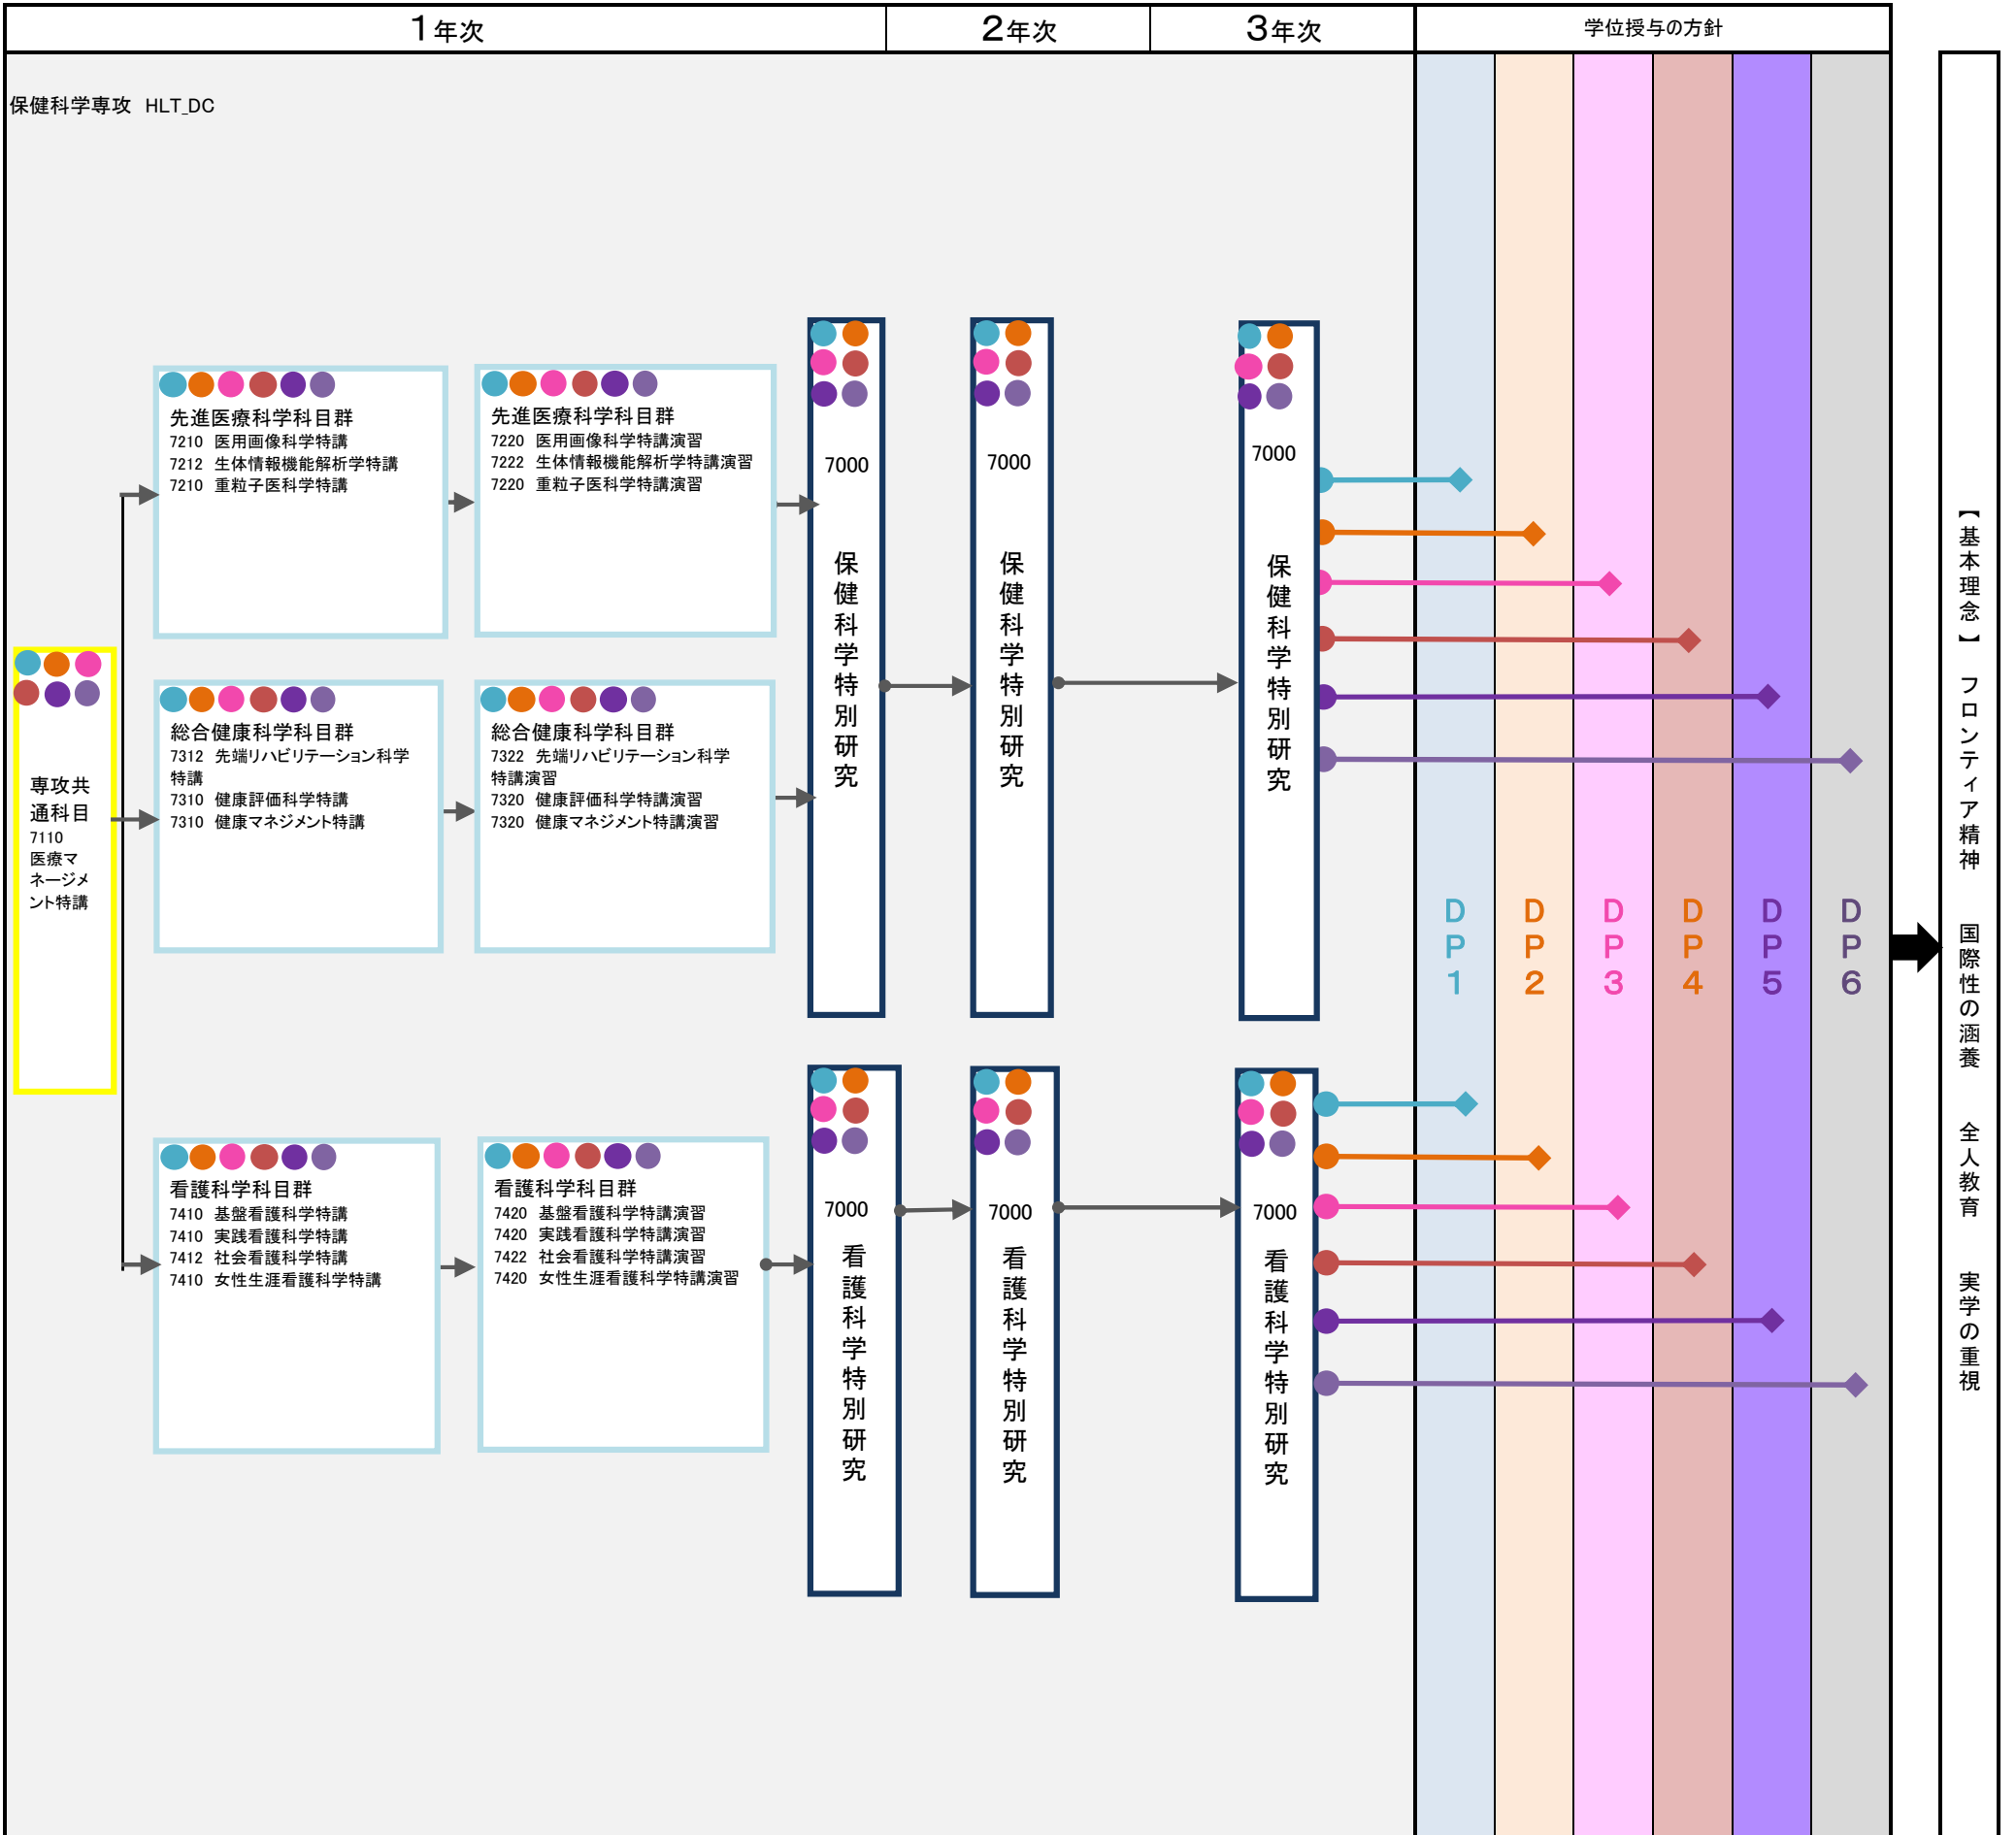 1年次
2年次
3年次
学位授与の方針
保健科学専攻 HLT_DC
専攻共
通科目
7110
医療マ
ネージメ
ント特講
先進医療科学科目群
7210 医用画像科学特講
7212 生体情報機能解析学特講
7210 重粒子医科学特講
先進医療科学科目群
7220 医用画像科学特講演習
7222 生体情報機能解析学特講演習
7220 重粒子医科学特講演習
総合健康科学科目群
7312 先端リハビリテーション科学
特講
7310 健康評価科学特講
7310 健康マネジメント特講
総合健康科学科目群
7322 先端リハビリテーション科学
特講演習
7320 健康評価科学特講演習
7320 健康マネジメント特講演習
7000
保健科学特別研究
7000
保健科学特別研究
7000
保健科学特別研究
看護科学科目群
7410 基盤看護科学特講
7410 実践看護科学特講
7412 社会看護科学特講
7410 女性生涯看護科学特講
看護科学科目群
7420 基盤看護科学特講演習
7420 実践看護科学特講演習
7422 社会看護科学特講演習
7420 女性生涯看護科学特講演習
7000
看護科学特別研究
7000
看護科学特別研究
7000
看護科学特別研究
DP1
DP2
DP3
DP4
DP5
DP6
【基本理念】 フロンティア精神 国際性の涵養 全人教育 実学の重視